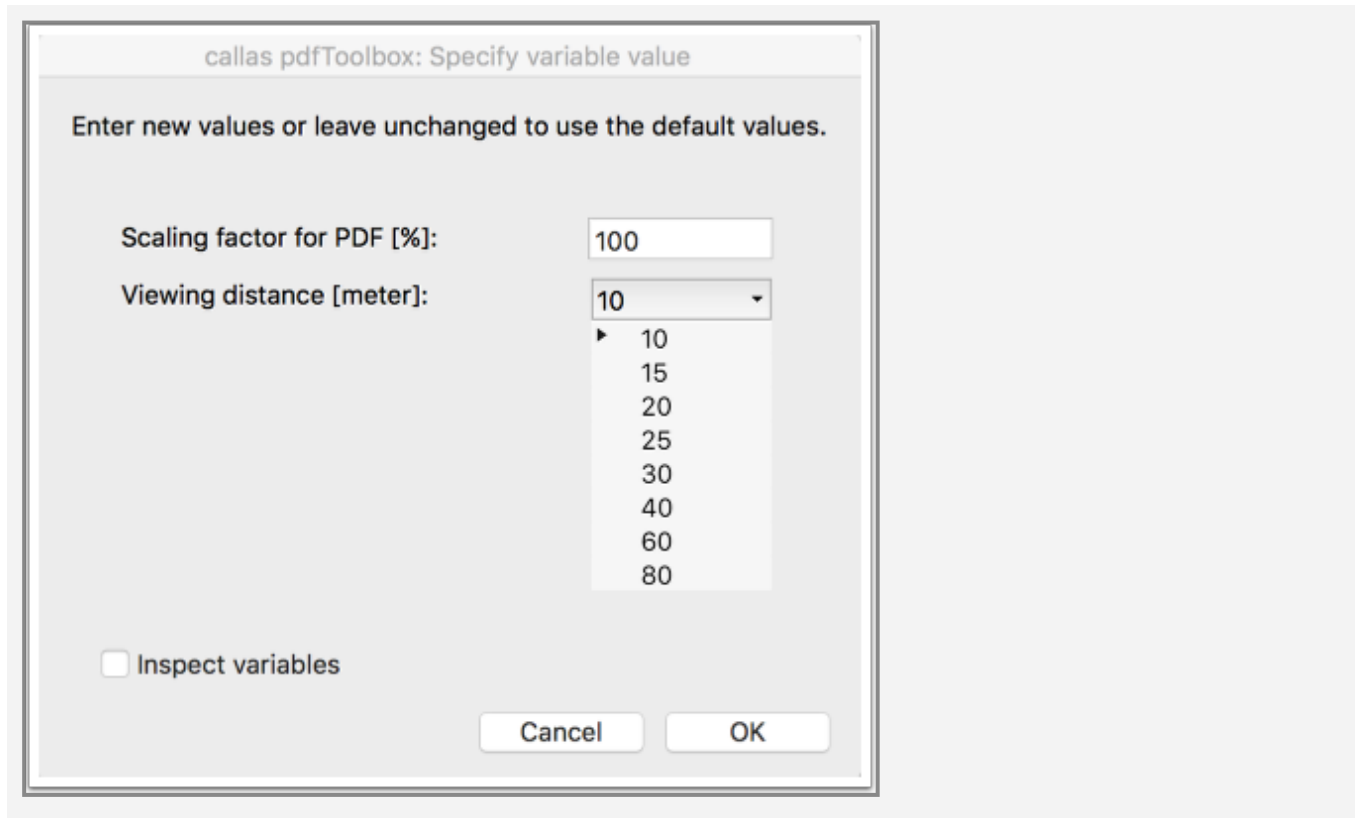 callas pdfToolbox: Specify variable value
Enter new values or leave unchanged to use the default values.
Scaling factor for PDF [%]: 100
Viewing distance [meter]: 10
10
15
20
25
30
40
60
80
Inspect variables
Cancel OK